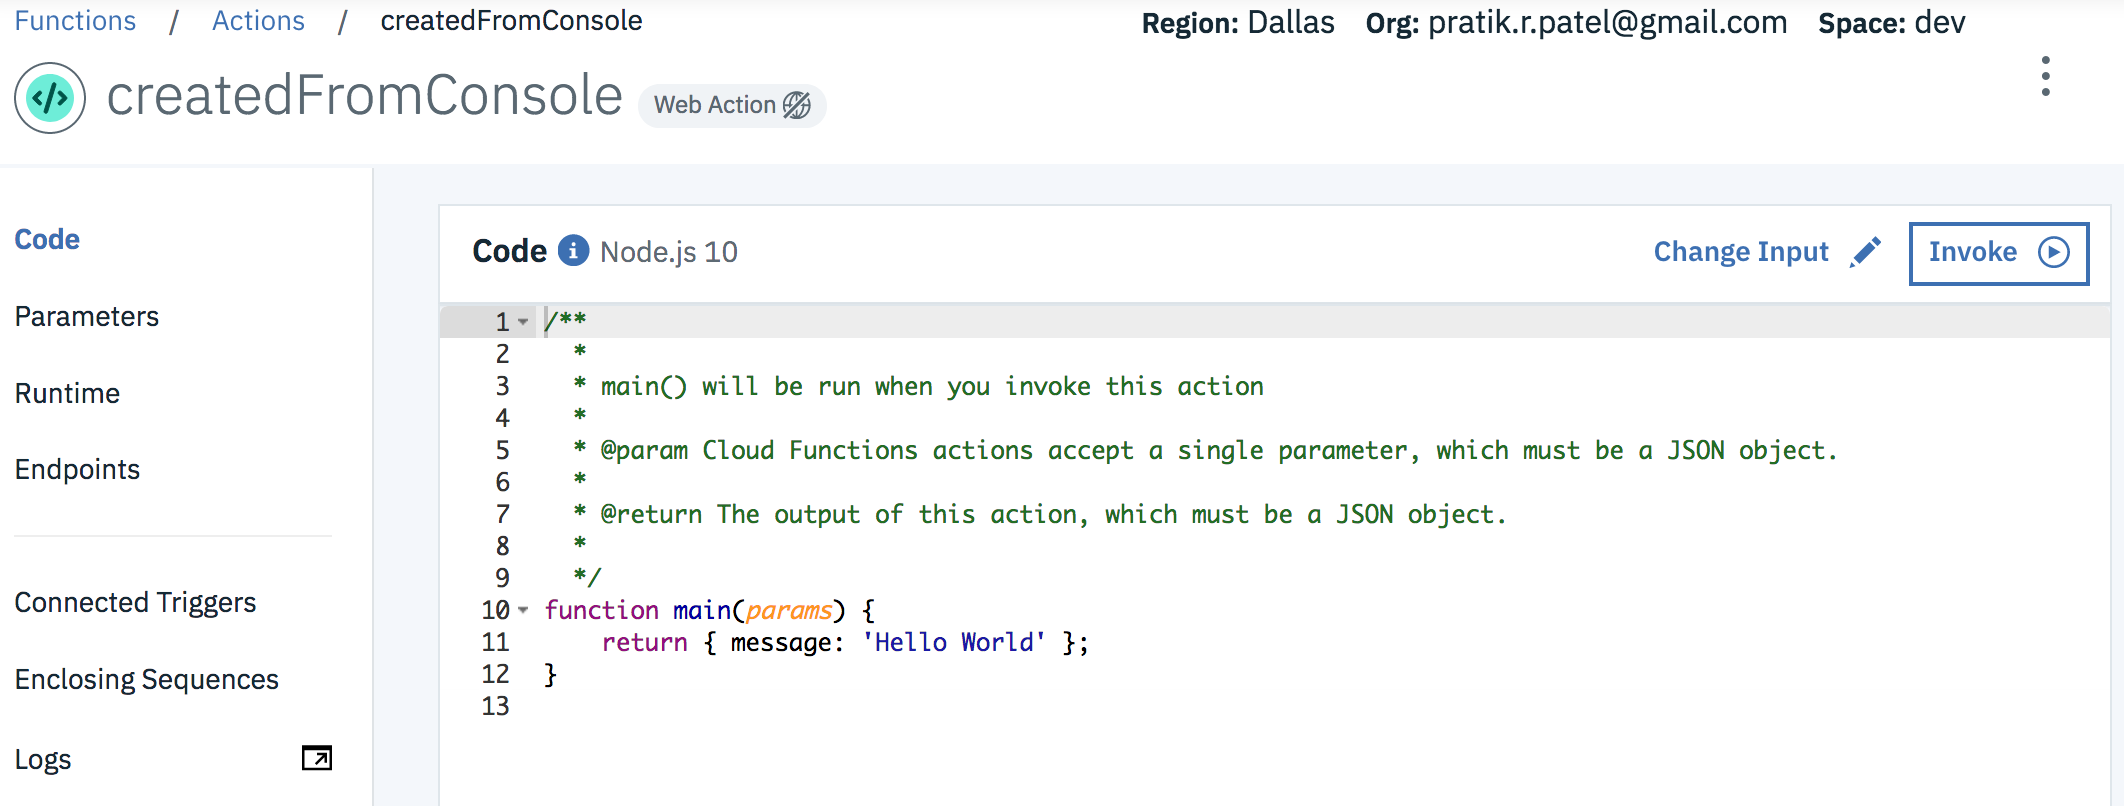 Functions / Actions / createdFromConsole
Region: Dallas Org: pratik.r.patel@gmail.com Space: dev
</> createdFromConsole Web Action
Code
Parameters
Runtime
Endpoints
Connected Triggers
Enclosing Sequences
Logs
Code i Node.js 10
Change Input Invoke
1 /**
2 *
3 * main() will be run when you invoke this action
4 *
5 * @param Cloud Functions actions accept a single parameter, which must be a JSON object.
6 *
7 * @return The output of this action, which must be a JSON object.
8 *
9 */
10 function main(params) {
11 return { message: 'Hello World' };
12 }
13